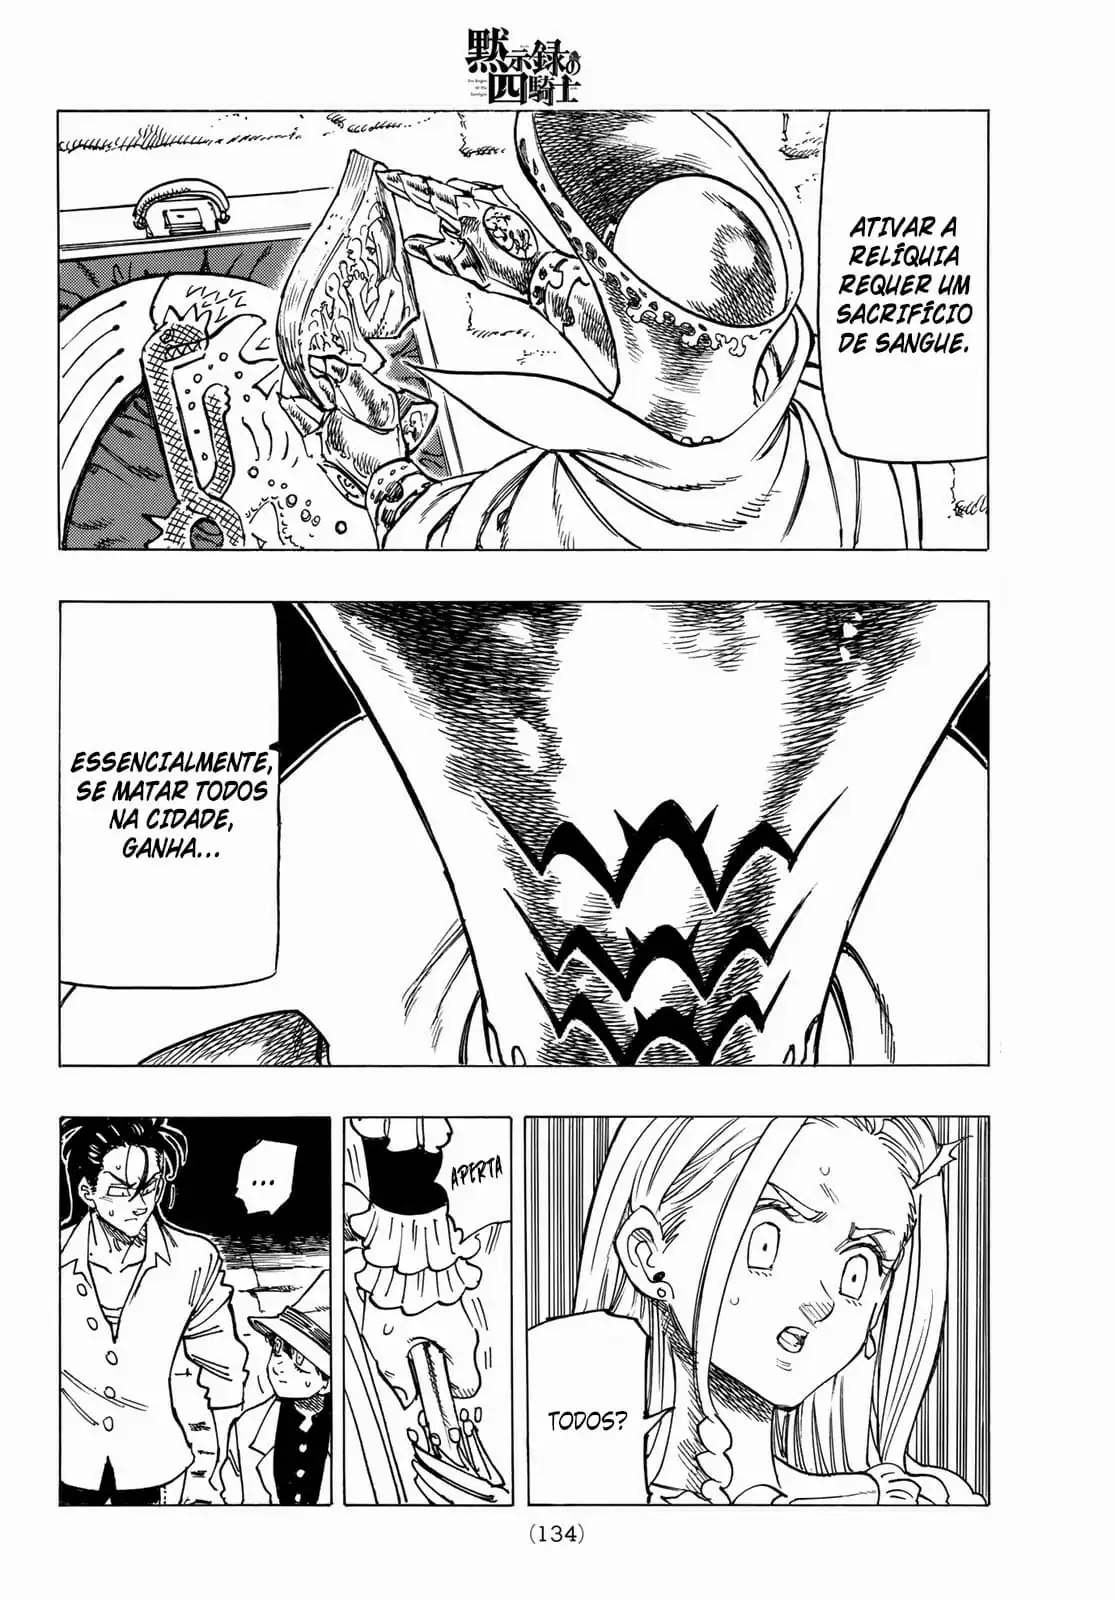 黙示録の
四騎士
ATIVAR A
RELÍQUIA
REQUER UM
SACRIFÍCIO
DE SANGUE.
ESSENCIALMENTE,
SE MATAR TODOS
NA CIDADE,
GANHA...
...
APERTA
TODOS?
(134)